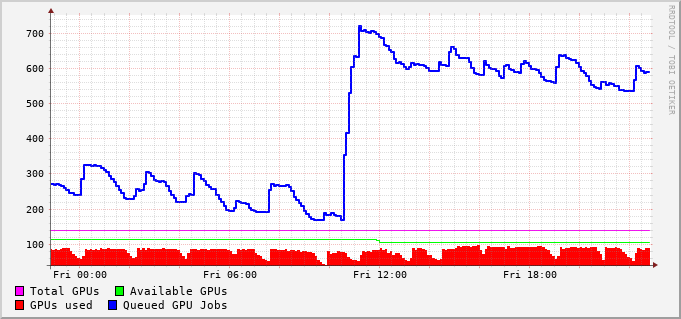 700
600
500
400
300
200
100
Fri 00:00 Fri 06:00 Fri 12:00 Fri 18:00
Total GPUs Available GPUs
GPUs used Queued GPU Jobs
RRDTOOL / TOBI OETIKER